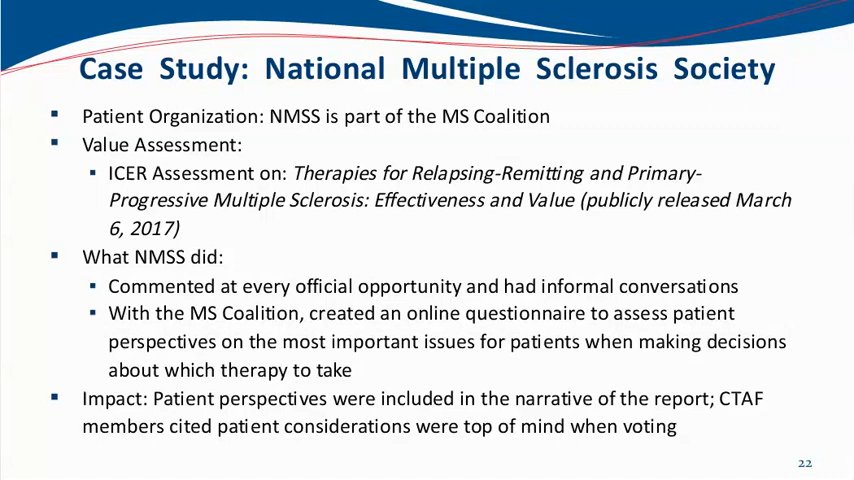 Case Study: National Multiple Sclerosis Society
▪ Patient Organization: NMSS is part of the MS Coalition
▪ Value Assessment:
▪ ICER Assessment on: Therapies for Relapsing-Remitting and Primary-
Progressive Multiple Sclerosis: Effectiveness and Value (publicly released March
6, 2017)
▪ What NMSS did:
▪ Commented at every official opportunity and had informal conversations
▪ With the MS Coalition, created an online questionnaire to assess patient
perspectives on the most important issues for patients when making decisions
about which therapy to take
▪ Impact: Patient perspectives were included in the narrative of the report; CTAF
members cited patient considerations were top of mind when voting
22